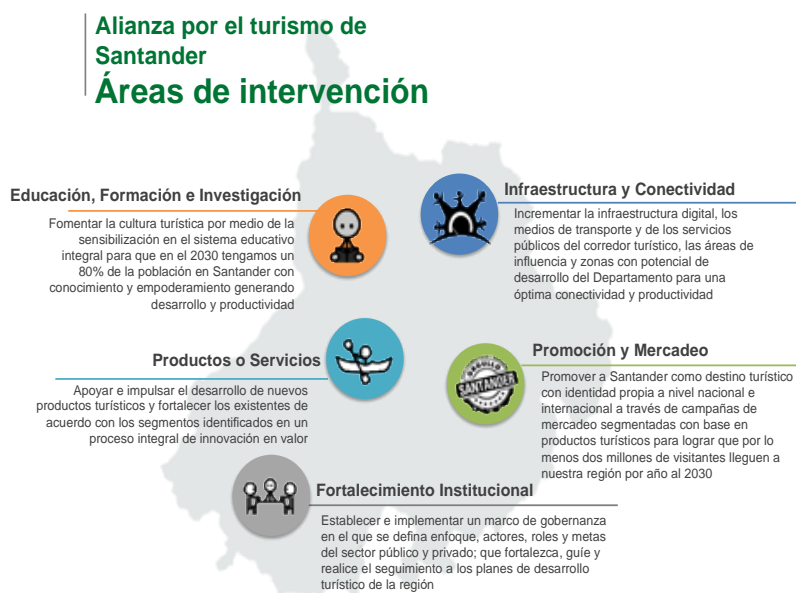 Alianza por el turismo de
Santander
Áreas de intervención
Educación, Formación e Investigación
Fomentar la cultura turística por medio de la
sensibilización en el sistema educativo
integral para que en el 2030 tengamos un
80% de la población en Santander con
conocimiento y empoderamiento generando
desarrollo y productividad
Infraestructura y Conectividad
Incrementar la infraestructura digital, los
medios de transporte y de los servicios
públicos del corredor turístico, las áreas de
influencia y zonas con potencial de
desarrollo del Departamento para una
óptima conectividad y productividad
Productos o Servicios
Apoyar e impulsar el desarrollo de nuevos
productos turísticos y fortalecer los existentes de
acuerdo con los segmentos identificados en un
proceso integral de innovación en valor
ORGULLO
SANTANDER
Promoción y Mercadeo
Promover a Santander como destino turístico
con identidad propia a nivel nacional e
internacional a través de campañas de
mercadeo segmentadas con base en
productos turísticos para lograr que por lo
menos dos millones de visitantes lleguen a
nuestra región por año al 2030
Fortalecimiento Institucional
Establecer e implementar un marco de gobernanza
en el que se defina enfoque, actores, roles y metas
del sector público y privado; que fortalezca, guíe y
realice el seguimiento a los planes de desarrollo
turístico de la región